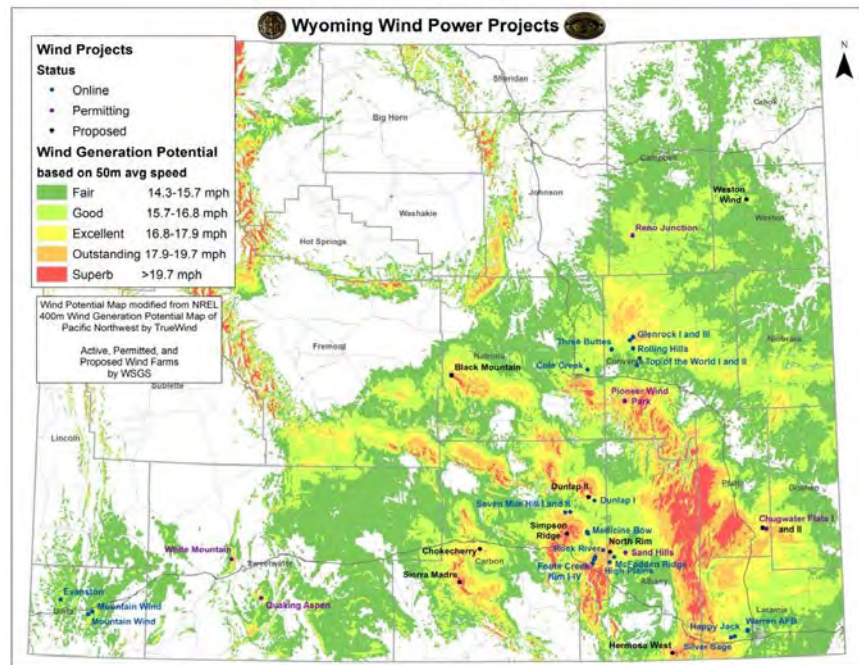 Wyoming Wind Power Projects
Wind Projects
Status
Online
Permitting
Proposed
Wind Generation Potential
based on 50m avg speed
Fair 14.3-15.7 mph
Good 15.7-16.8 mph
Excellent 16.8-17.9 mph
Outstanding 17.9-19.7 mph
Superb >19.7 mph
Wind Potential Map modified from NREL
400m Wind Generation Potential Map of
Pacific Northwest by TrueWind
Active, Permitted, and
Proposed Wind Farms
by WSGS
N
Sheridan
Big Horn
Crook
Campbell
Johnson
Weston
Wind
Weston
Washakie
Hot Springs
Reno Junction
Fremont
Natrona
Three Buttes
Glenrock I and III
Rolling Hills
Niobrara
Converse
Top of the World I and II
Cole Creek
Black Mountain
Sublette
Pioneer Wind
Park
Lincoln
Dunlap II
Dunlap I
Platte
Goshen
Seven Mile Hill I and II
Simpson
Ridge
Medicine Bow
Chugwater Flats I
and II
White Mountain
Sweetwater
Chokecherry
Carbon
Rock River
North Rim
Sand Hills
McFadden Ridge
Foote Creek
Rim I-IV
High Plains
Albany
Sierra Madre
Evanston
Uinta
Mountain Wind
Mountain Wind
Quaking Aspen
Laramie
Happy Jack
Warren AFB
Hermosa West
Silver Sage